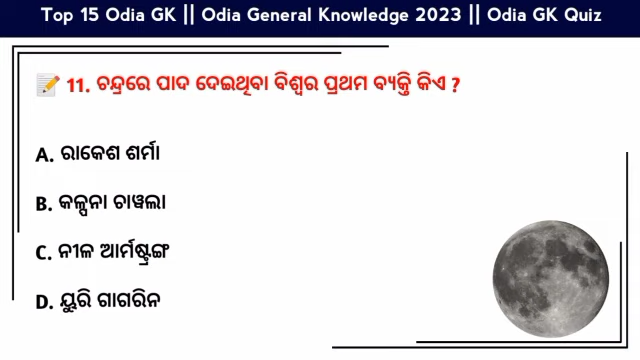 Top 15 Odia GK || Odia General Knowledge 2023 || Odia GK Quiz
11. ଚନ୍ଦ୍ରରେ ପାଦ ଦେଇଥିବା ବିଶ୍ୱର ପ୍ରଥମ ବ୍ୟକ୍ତି କିଏ ?
A. ରାକେଶ ଶର୍ମା
B. କଳ୍ପନା ଚାୱଲା
C. ନୀଳ ଆର୍ମଷ୍ଟ୍ରଙ୍ଗ
D. ୟୁରି ଗାଗରିନ